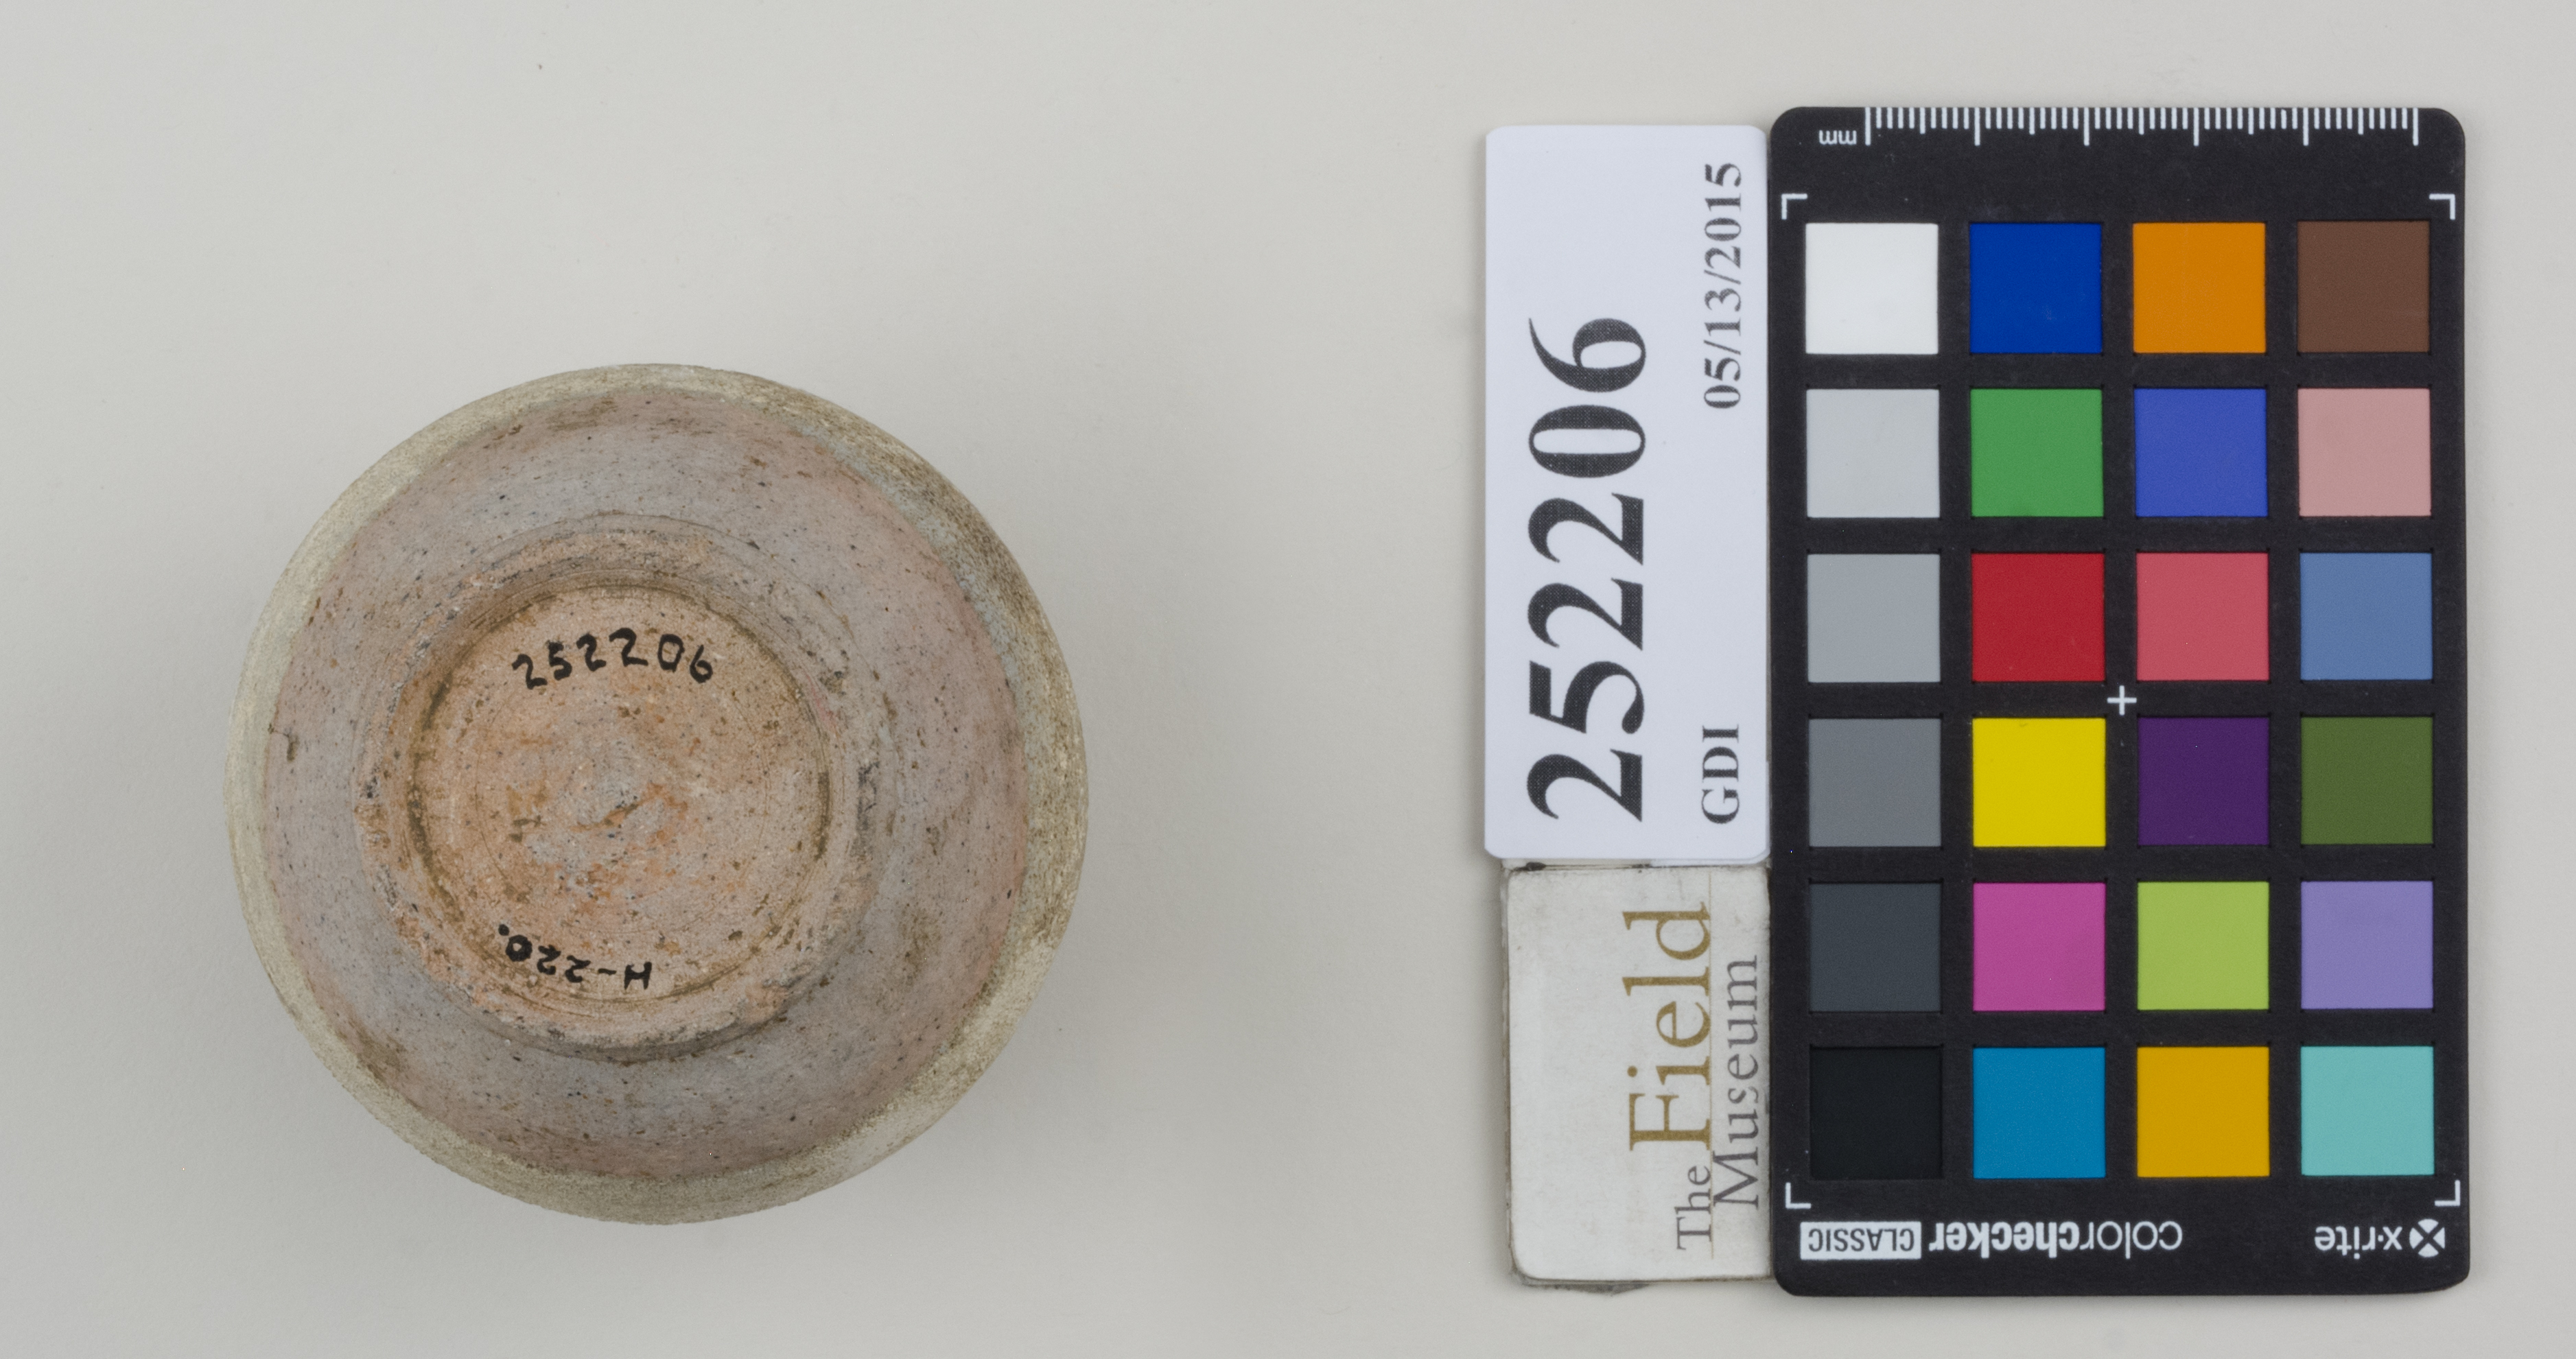 252206
H-220.
252206
GDI 05/13/2015
The Field
Museum
mm
x·rite colorchecker CLASSIC